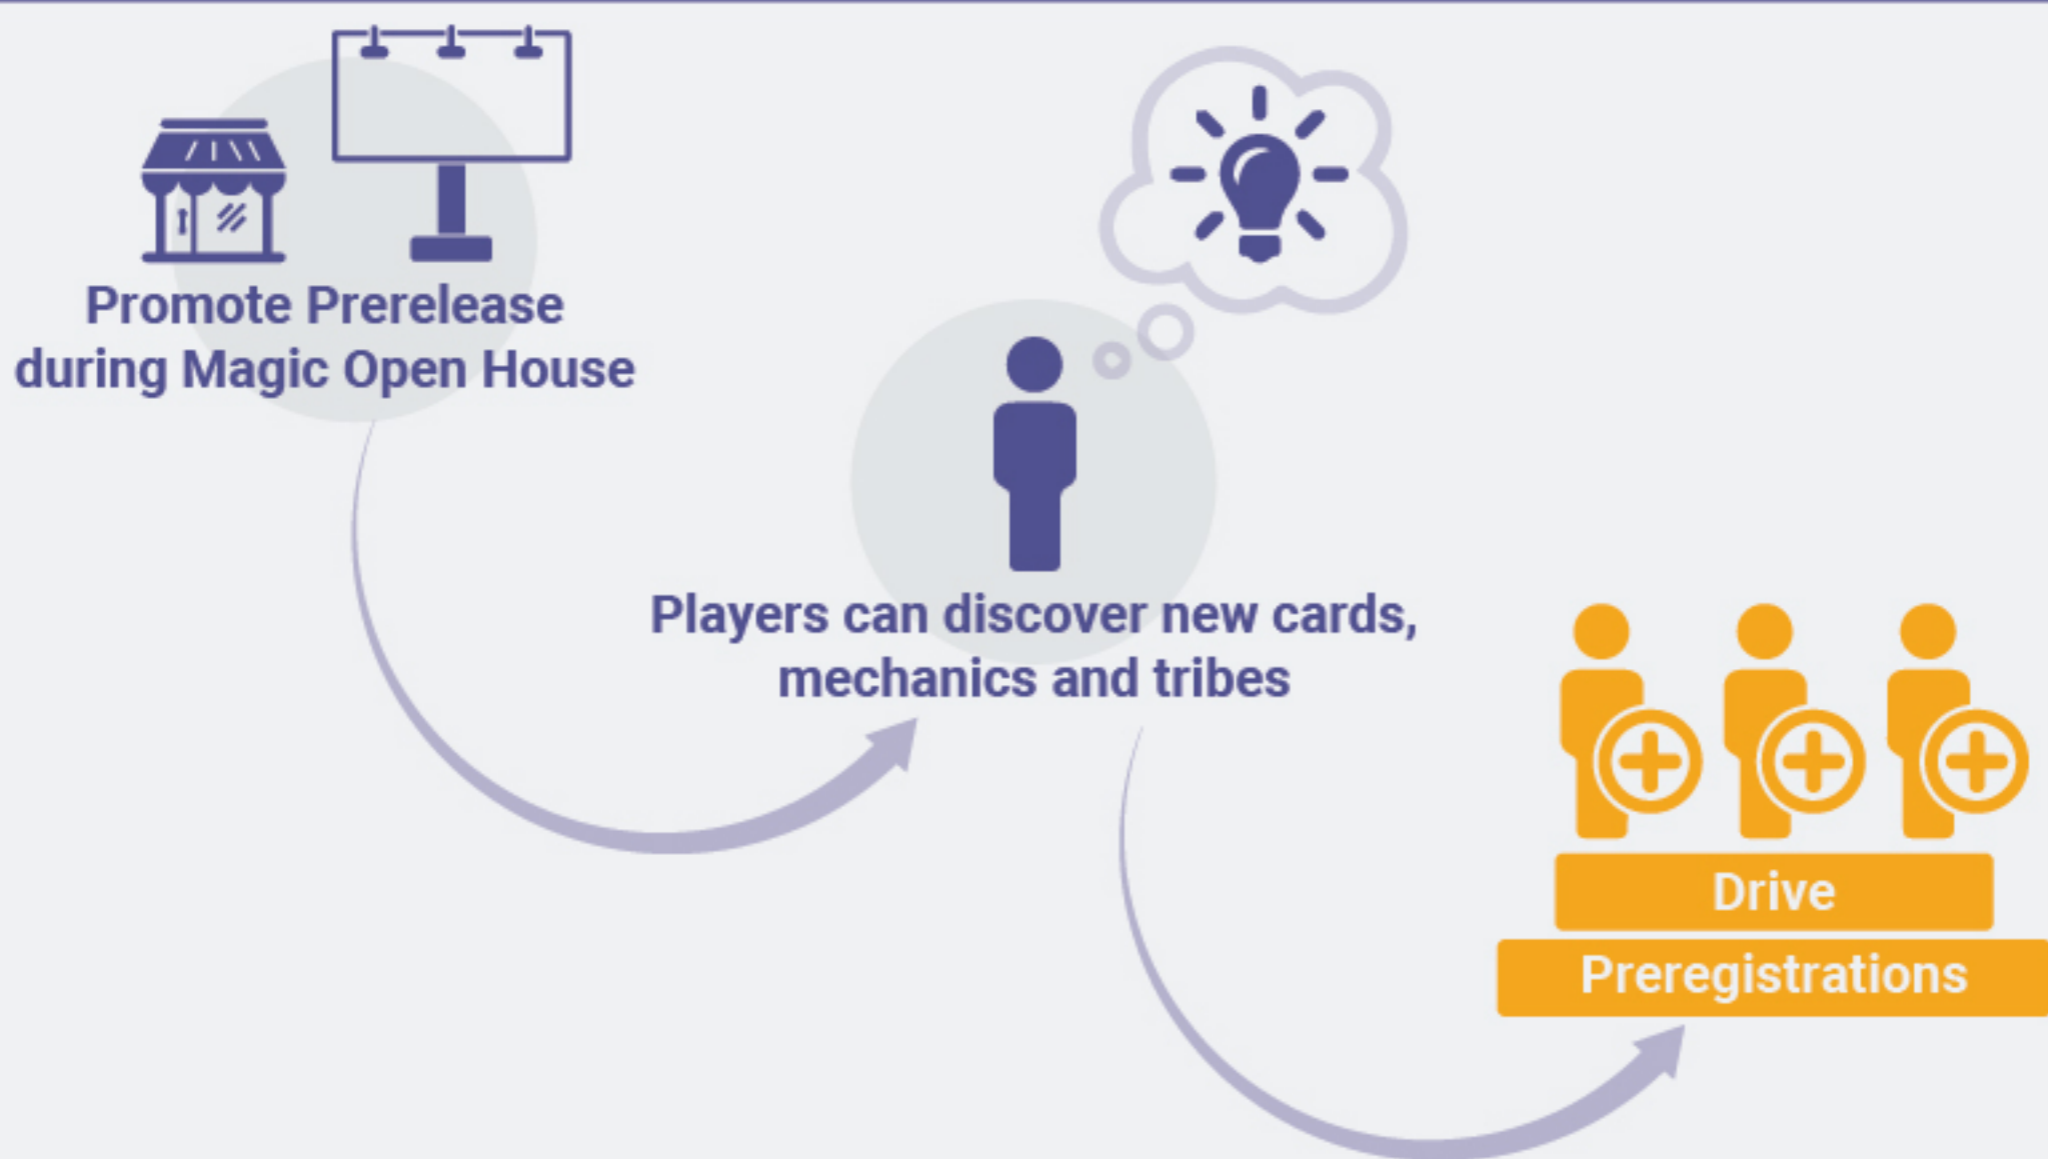 Promote Prerelease
during Magic Open House
Players can discover new cards,
mechanics and tribes
Drive
Preregistrations